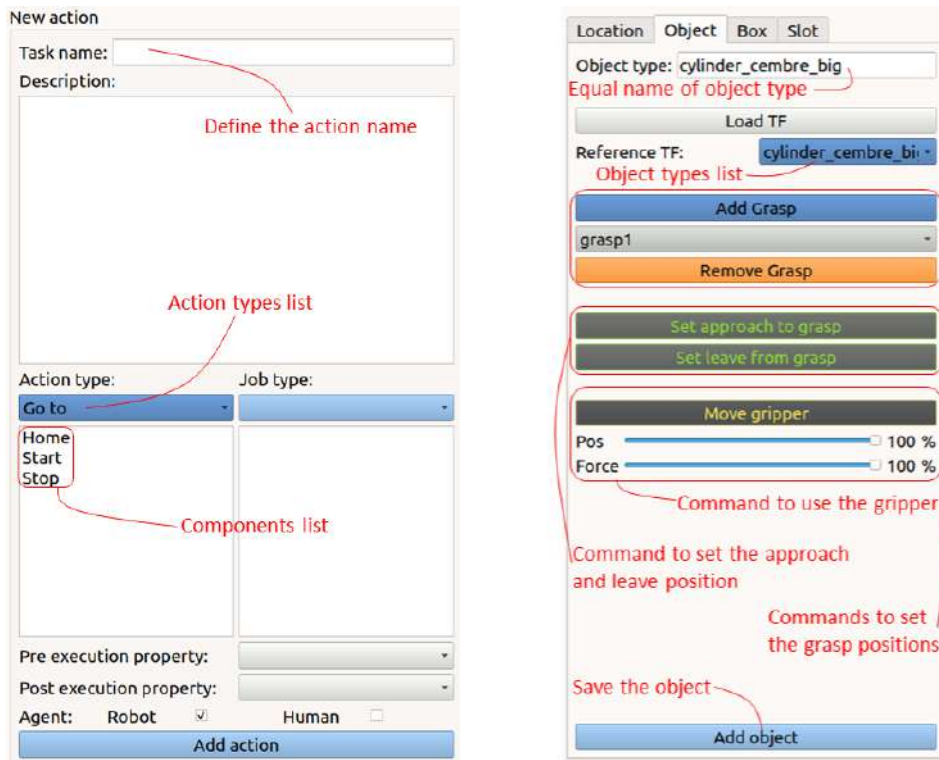 New action
Task name:
Description:
Define the action name
Action types list
Action type: Job type:
Go to
Home
Start
Stop
Components list
Pre execution property:
Post execution property:
Agent: Robot Human
Add action
Location Object Box Slot
Object type: cylinder_cembre_big
Equal name of object type
Load TF
Reference TF: cylinder_cembre_bi
Object types list
Add Grasp
grasp1
Remove Grasp
Set approach to grasp
Set leave from grasp
Move gripper
Pos 100 %
Force 100 %
Command to use the gripper
Command to set the approach
and leave position
Commands to set
the grasp positions
Save the object
Add object